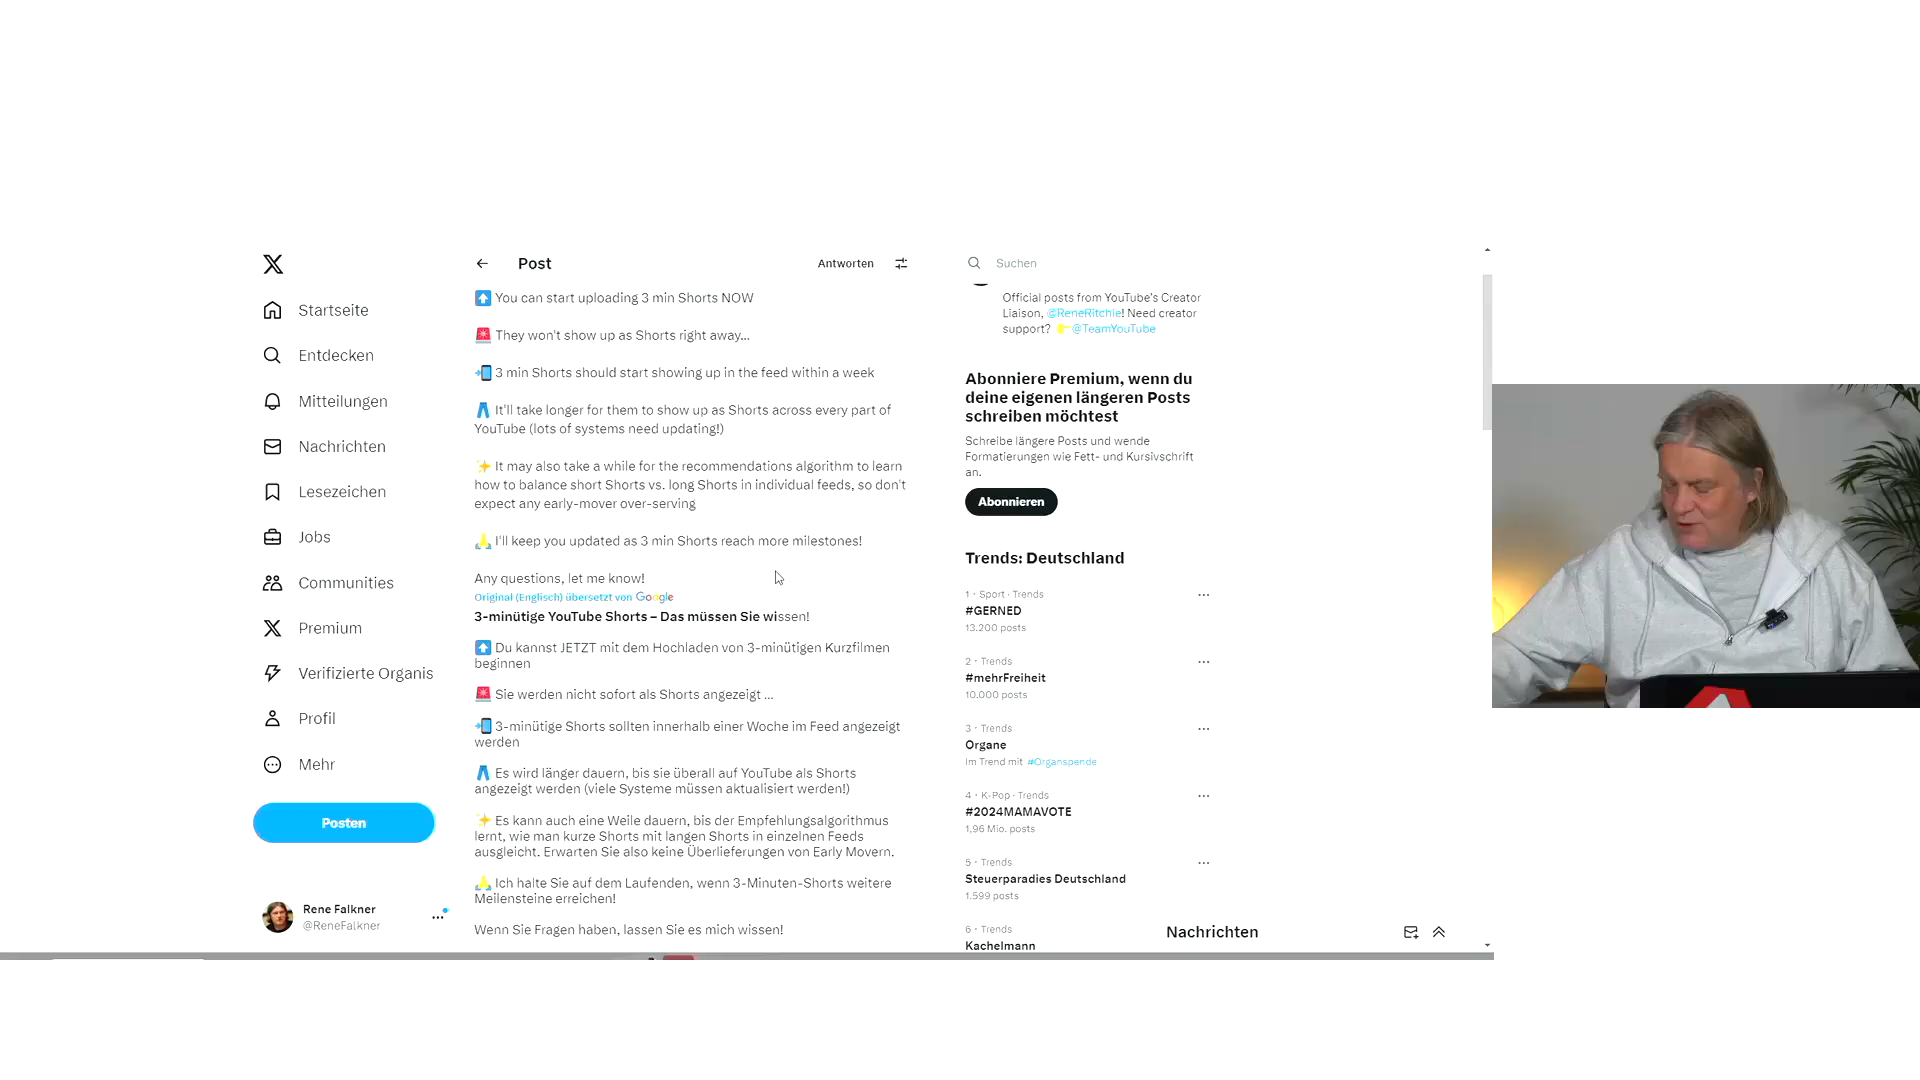 Startseite
Entdecken
Mitteilungen
Nachrichten
Lesezeichen
Jobs
Communities
Premium
Verifizierte Organis
Profil
Mehr
Posten
Rene Falkner
@ReneFalkner
Post
Antworten
You can start uploading 3 min Shorts NOW
They won't show up as Shorts right away...
3 min Shorts should start showing up in the feed within a week
It'll take longer for them to show up as Shorts across every part of
YouTube (lots of systems need updating!)
It may also take a while for the recommendations algorithm to learn
how to balance short Shorts vs. long Shorts in individual feeds, so don't
expect any early-mover over-serving
I'll keep you updated as 3 min Shorts reach more milestones!
Any questions, let me know!
Original (Englisch) übersetzt von Google
3-minütige YouTube Shorts – Das müssen Sie wissen!
Du kannst JETZT mit dem Hochladen von 3-minütigen Kurzfilmen
beginnen
Sie werden nicht sofort als Shorts angezeigt ...
3-minütige Shorts sollten innerhalb einer Woche im Feed angezeigt
werden
Es wird länger dauern, bis sie überall auf YouTube als Shorts
angezeigt werden (viele Systeme müssen aktualisiert werden!)
Es kann auch eine Weile dauern, bis der Empfehlungsalgorithmus
lernt, wie man kurze Shorts mit langen Shorts in einzelnen Feeds
ausgleicht. Erwarten Sie also keine Überlieferungen von Early Movern.
Ich halte Sie auf dem Laufenden, wenn 3-Minuten-Shorts weitere
Meilensteine erreichen!
Wenn Sie Fragen haben, lassen Sie es mich wissen!
Suchen
Official posts from YouTube's Creator
Liaison, @ReneRitchie! Need creator
support? @TeamYouTube
Abonniere Premium, wenn du
deine eigenen längeren Posts
schreiben möchtest
Schreibe längere Posts und wende
Formatierungen wie Fett- und Kursivschrift
an.
Abonnieren
Trends: Deutschland
1 · Sport · Trends
#GERNED
13.200 posts
2 · Trends
#mehrFreiheit
10.000 posts
3 · Trends
Organe
Im Trend mit #Organspende
4 · K-Pop · Trends
#2024MAMAVOTE
1,96 Mio. posts
5 · Trends
Steuerparadies Deutschland
1.599 posts
6 · Trends
Kachelmann
Nachrichten